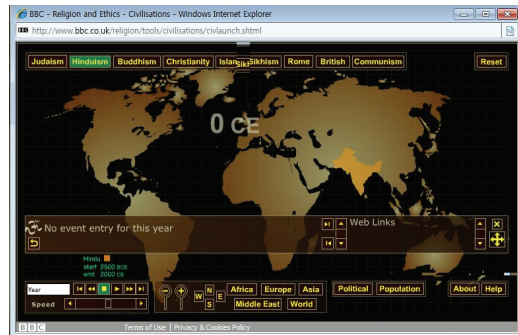 BBC - Religion and Ethics - Civilisations - Windows Internet Explorer
BBC http://www.bbc.co.uk/religion/tools/civilisations/civlaunch.shtml
Judaism Hinduism Buddhism Christianity Islam Sikhism Rome British Communism Reset
0 CE
No event entry for this year Web Links
Hindu
start 2500 BCE
end 2000 CE
Year
Speed
W N E S
Africa Europe Asia
Middle East World
Political Population
About Help
BBC Terms of Use | Privacy & Cookies Policy